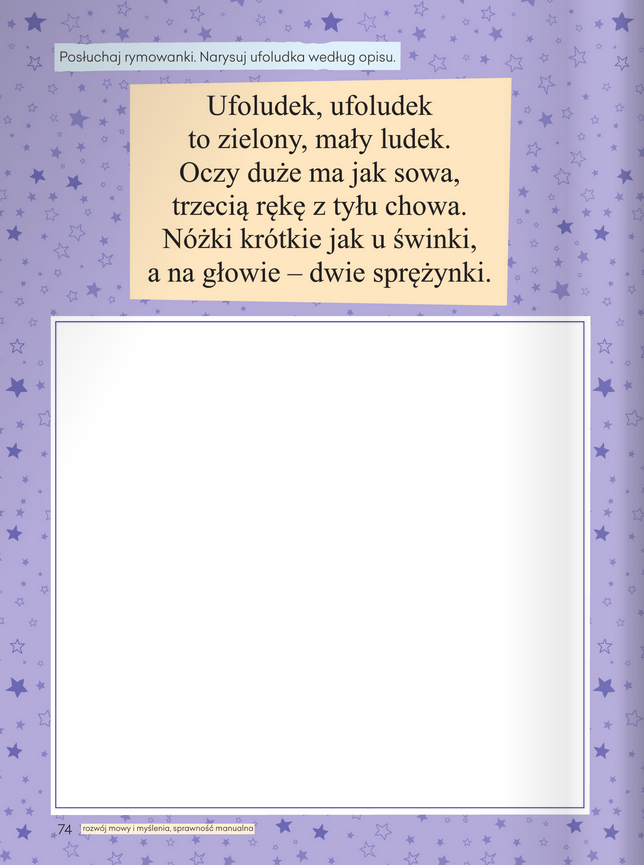 Posłuchaj rymowanki. Narysuj ufoludka według opisu.
Ufoludek, ufoludek
to zielony, mały ludek.
Oczy duże ma jak sowa,
trzecią rękę z tyłu chowa.
Nóżki krótkie jak u świnki,
a na głowie – dwie sprężynki.
74 rozwój mowy i myślenia, sprawność manualna